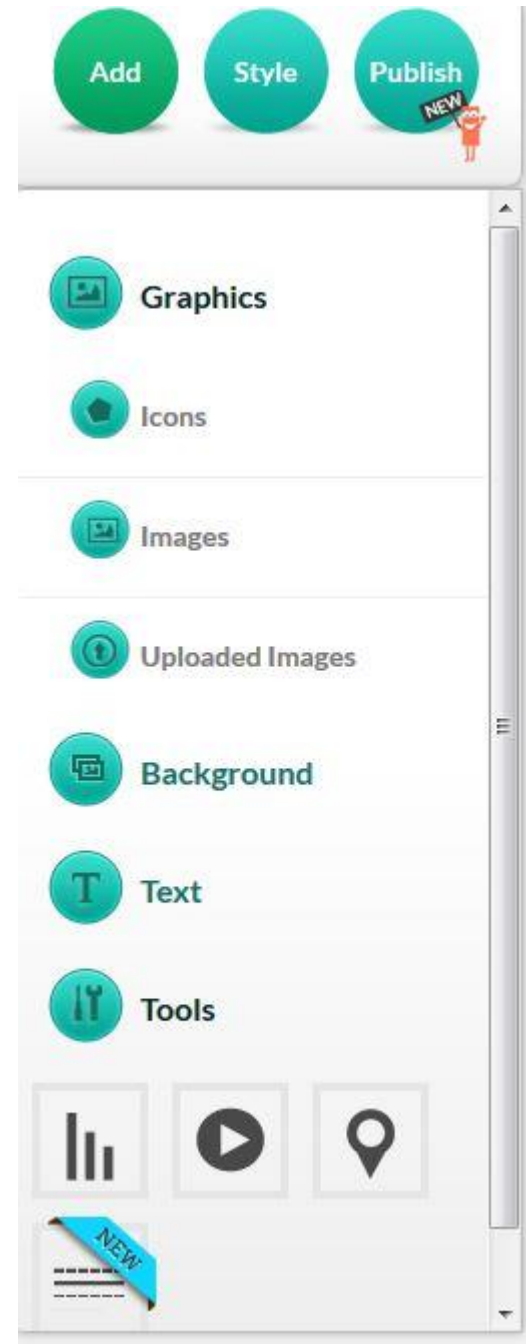 Add Style Publish
NEW
Graphics
Icons
Images
Uploaded Images
Background
T Text
Tools
NEW